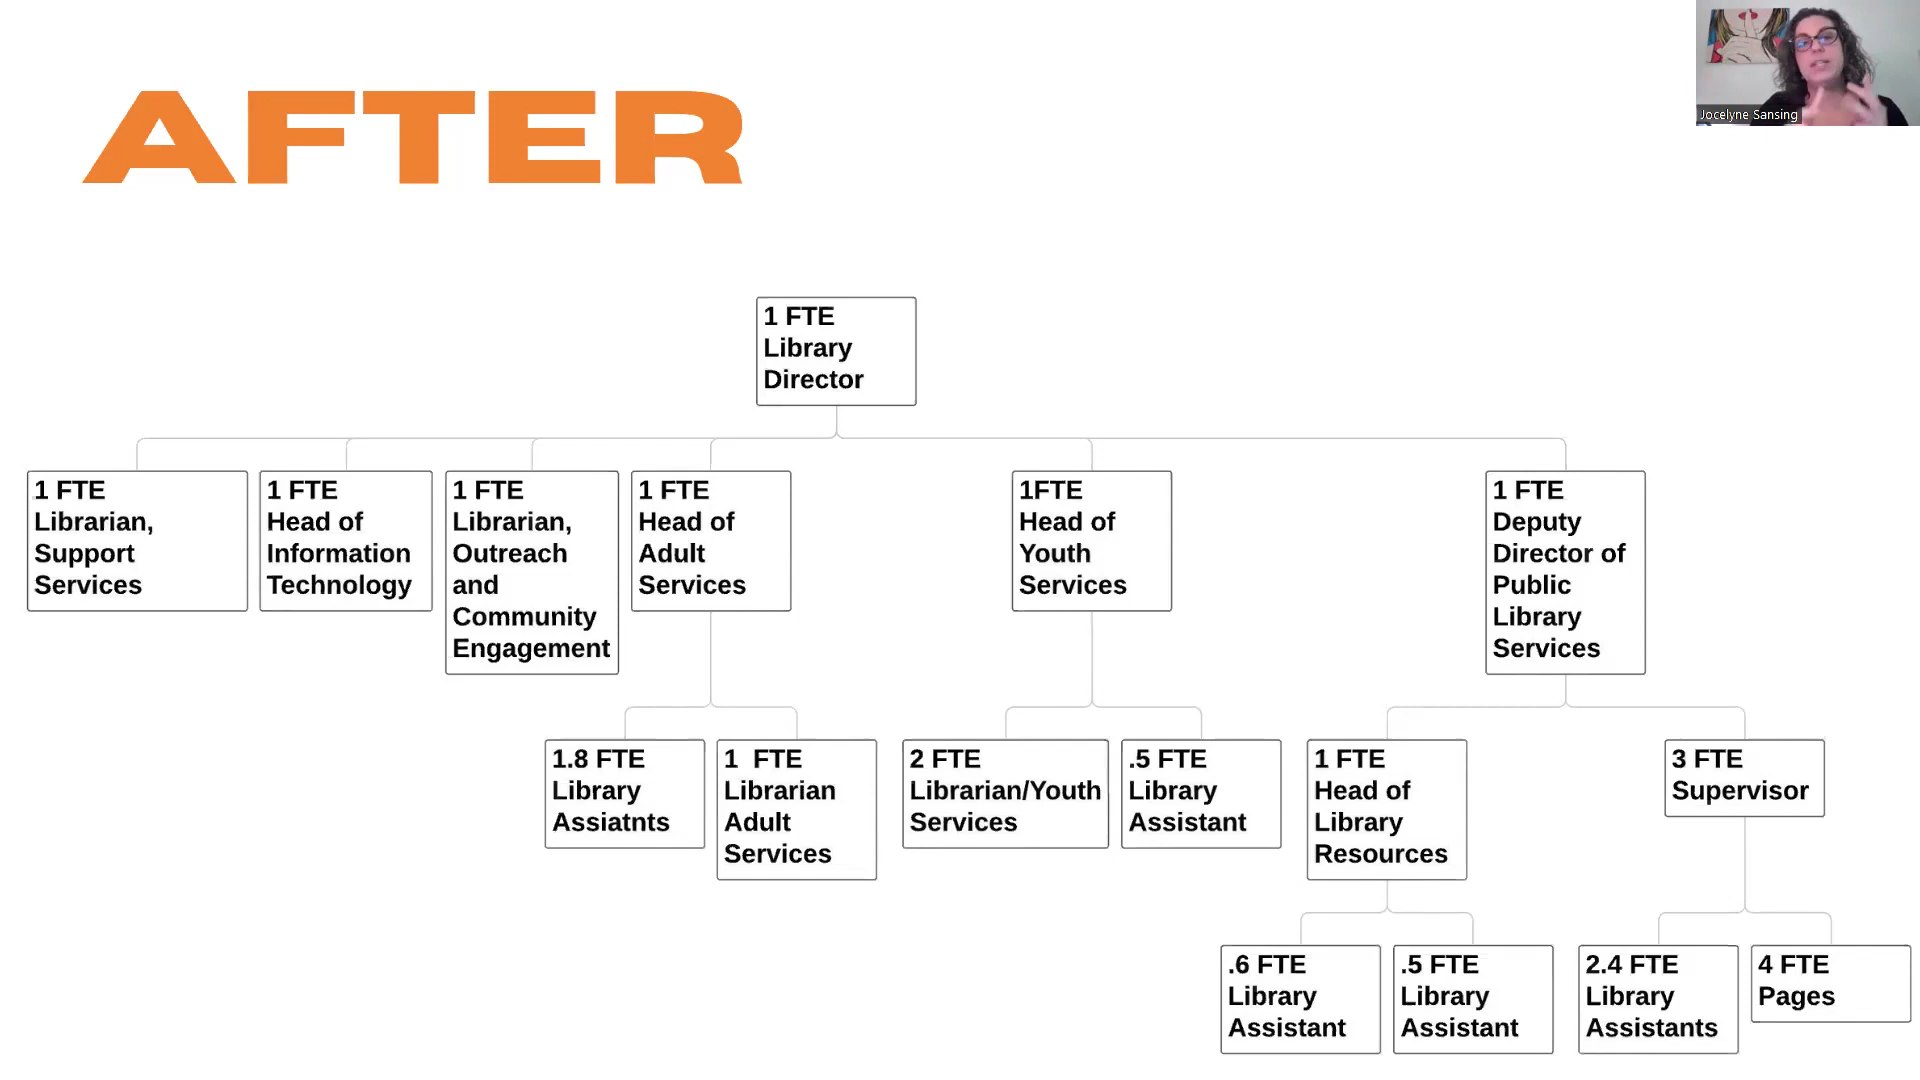 Jocelyne Sansing
AFTER
1 FTE
Library
Director
1 FTE
Librarian,
Support
Services
1 FTE
Head of
Information
Technology
1 FTE
Librarian,
Outreach
and
Community
Engagement
1 FTE
Head of
Adult
Services
1FTE
Head of
Youth
Services
1 FTE
Deputy
Director of
Public
Library
Services
1.8 FTE
Library
Assiatnts
1  FTE
Librarian
Adult
Services
2 FTE
Librarian/Youth
Services
.5 FTE
Library
Assistant
1 FTE
Head of
Library
Resources
3 FTE
Supervisor
.6 FTE
Library
Assistant
.5 FTE
Library
Assistant
2.4 FTE
Library
Assistants
4 FTE
Pages